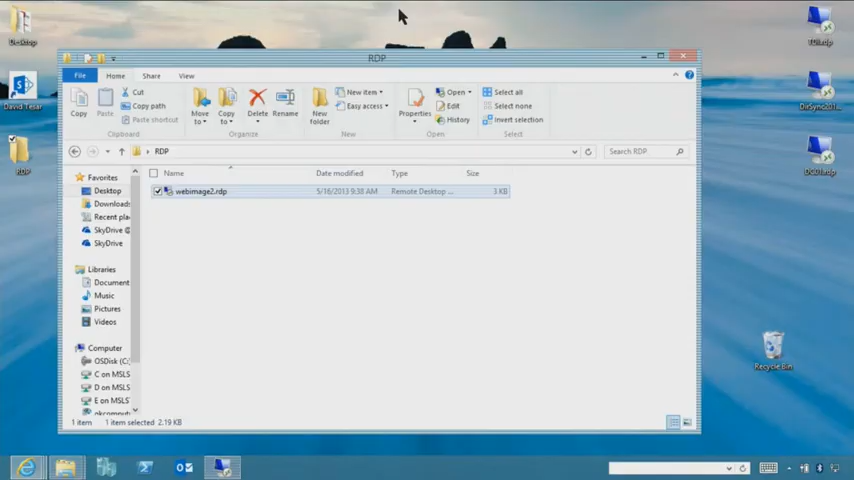 Desktop
David Tesar
RDP
RDP
File Home Share View
Copy
Paste
Cut
Copy path
Paste shortcut
Clipboard
Move to
Copy to
Delete
Rename
Organize
New folder
New item
Easy access
New
Properties
Open
Edit
History
Open
Select all
Select none
Invert selection
Select
RDP
Search RDP
Name Date modified Type Size
webimage2.rdp 5/16/2013 9:38 AM Remote Desktop ... 3 KB
Favorites
Desktop
Downloads
Recent pla
SkyDrive @
SkyDrive
Libraries
Document
Music
Pictures
Videos
Computer
OSDisk (C:
C on MSLS
D on MSLS
E on MSLS
1 item 1 item selected 2.19 KB
DirSync201...
DC01.rdp
Recycle Bin